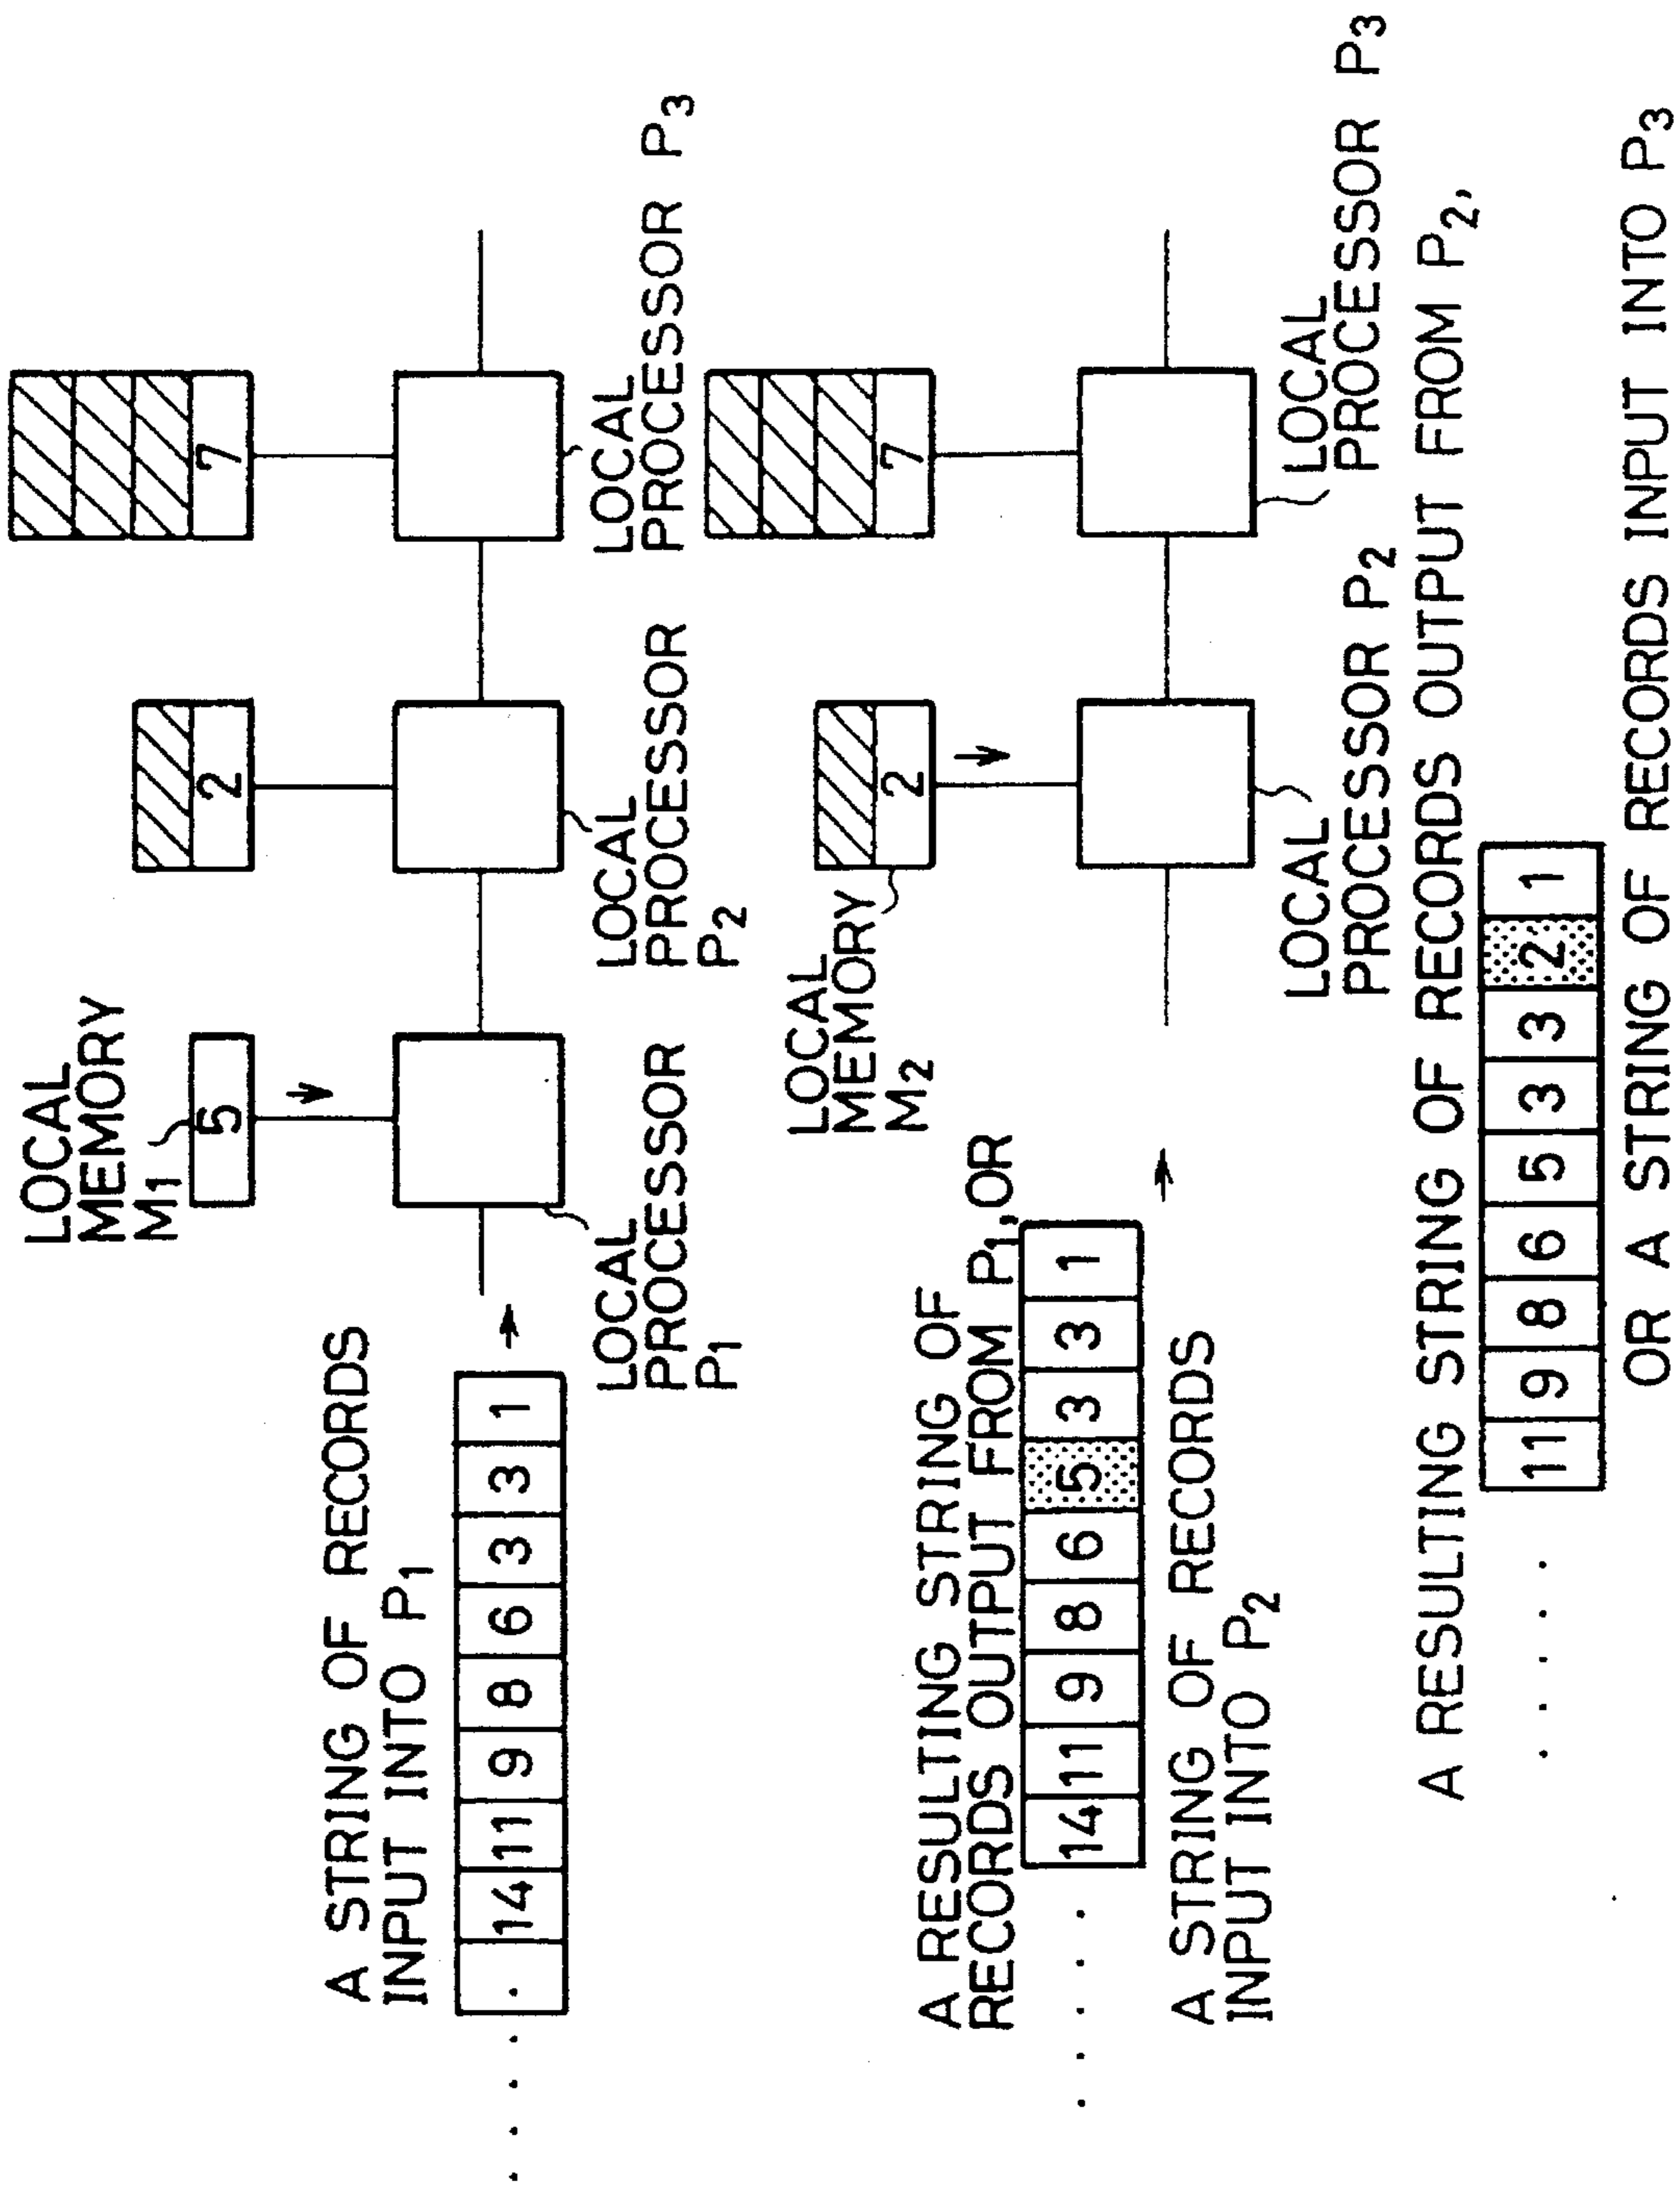 LOCAL
MEMORY
M1
5
2
7
A STRING OF RECORDS
INPUT INTO P1
. . . . 14 11 9 8 6 3 3 1
LOCAL
PROCESSOR
P1
LOCAL
PROCESSOR
P2
LOCAL
PROCESSOR P3
LOCAL
MEMORY
M2
2
7
A RESULTING STRING OF
RECORDS OUTPUT FROM P1, OR
. . . . . 14 11 9 8 6 5 3 3 1
A STRING OF RECORDS
INPUT INTO P2
LOCAL
PROCESSOR P2
LOCAL
PROCESSOR P3
A RESULTING STRING OF RECORDS OUTPUT FROM P2,
. . . . . 11 9 8 6 5 3 3 2 1
OR A STRING OF RECORDS INPUT INTO P3